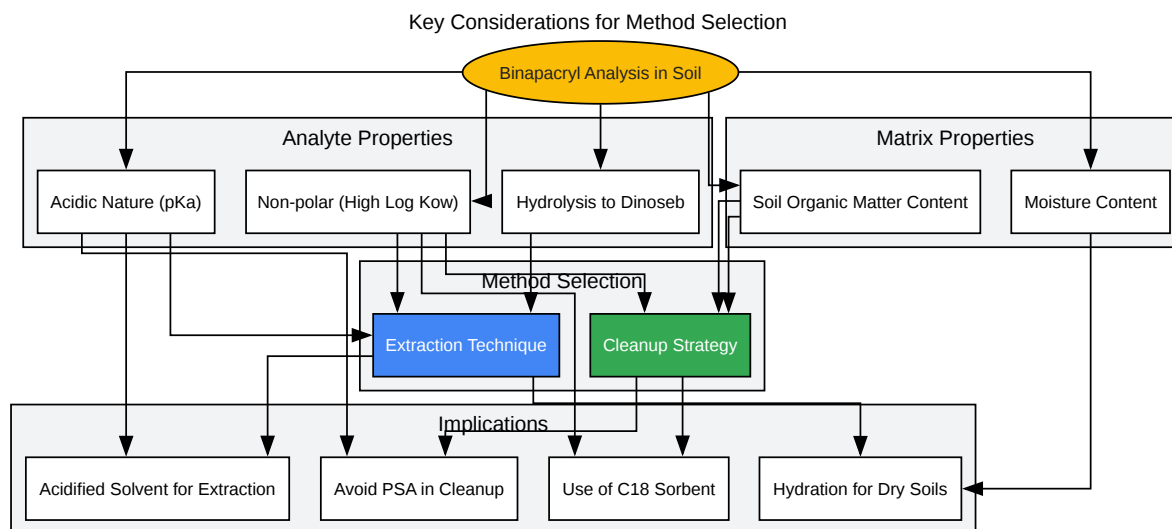 Key Considerations for Method Selection
Binapacryl Analysis in Soil
Analyte Properties
Matrix Properties
Acidic Nature (pKa)
Non-polar (High Log Kow)
Hydrolysis to Dinoseb
Soil Organic Matter Content
Moisture Content
Method Selection
Extraction Technique
Cleanup Strategy
Implications
Acidified Solvent for Extraction
Avoid PSA in Cleanup
Use of C18 Sorbent
Hydration for Dry Soils